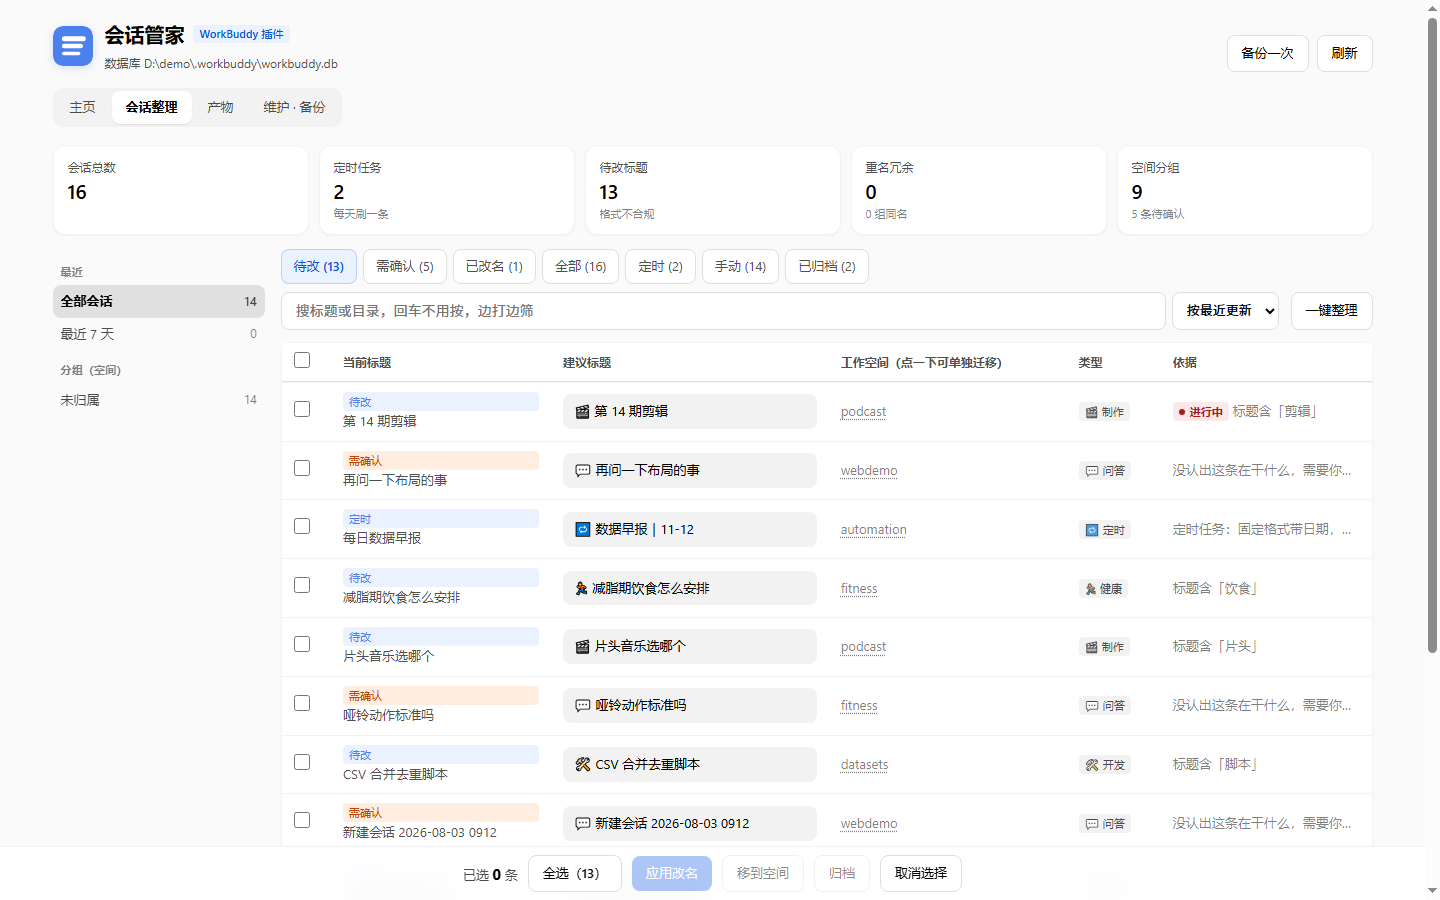 会话管家 WorkBuddy 插件
数据库 D:\demo\.workbuddy\workbuddy.db
备份一次 刷新
主页 会话整理 产物 维护 · 备份
会话总数
16
定时任务
2
每天刷一条
待改标题
13
格式不合规
重名冗余
0
0 组同名
空间分组
9
5 条待确认
最近
全部会话 14
最近 7 天 0
分组（空间）
未归属 14
待改 (13) 需确认 (5) 已改名 (1) 全部 (16) 定时 (2) 手动 (14) 已归档 (2)
搜标题或目录，回车不用按，边打边筛 按最近更新 一键整理
当前标题 建议标题 工作空间（点一下可单独迁移） 类型 依据
待改
第 14 期剪辑 🎬 第 14 期剪辑 podcast 🎬 制作 ● 进行中 标题含「剪辑」
需确认
再问一下布局的事 💬 再问一下布局的事 webdemo 💬 问答 没认出这条在干什么，需要你...
定时
每日数据早报 🔁 数据早报 | 11-12 automation 🔁 定时 定时任务：固定格式带日期，...
待改
减脂期饮食怎么安排 🏃 减脂期饮食怎么安排 fitness 🏃 健康 标题含「饮食」
待改
片头音乐选哪个 🎬 片头音乐选哪个 podcast 🎬 制作 标题含「片头」
需确认
哑铃动作标准吗 💬 哑铃动作标准吗 fitness 💬 问答 没认出这条在干什么，需要你...
待改
CSV 合并去重脚本 🛠 CSV 合并去重脚本 datasets 🛠 开发 标题含「脚本」
需确认
新建会话 2026-08-03 0912 💬 新建会话 2026-08-03 0912 webdemo 💬 问答 没认出这条在干什么，需要你...
已选 0 条 全选（13） 应用改名 移到空间 归档 取消选择